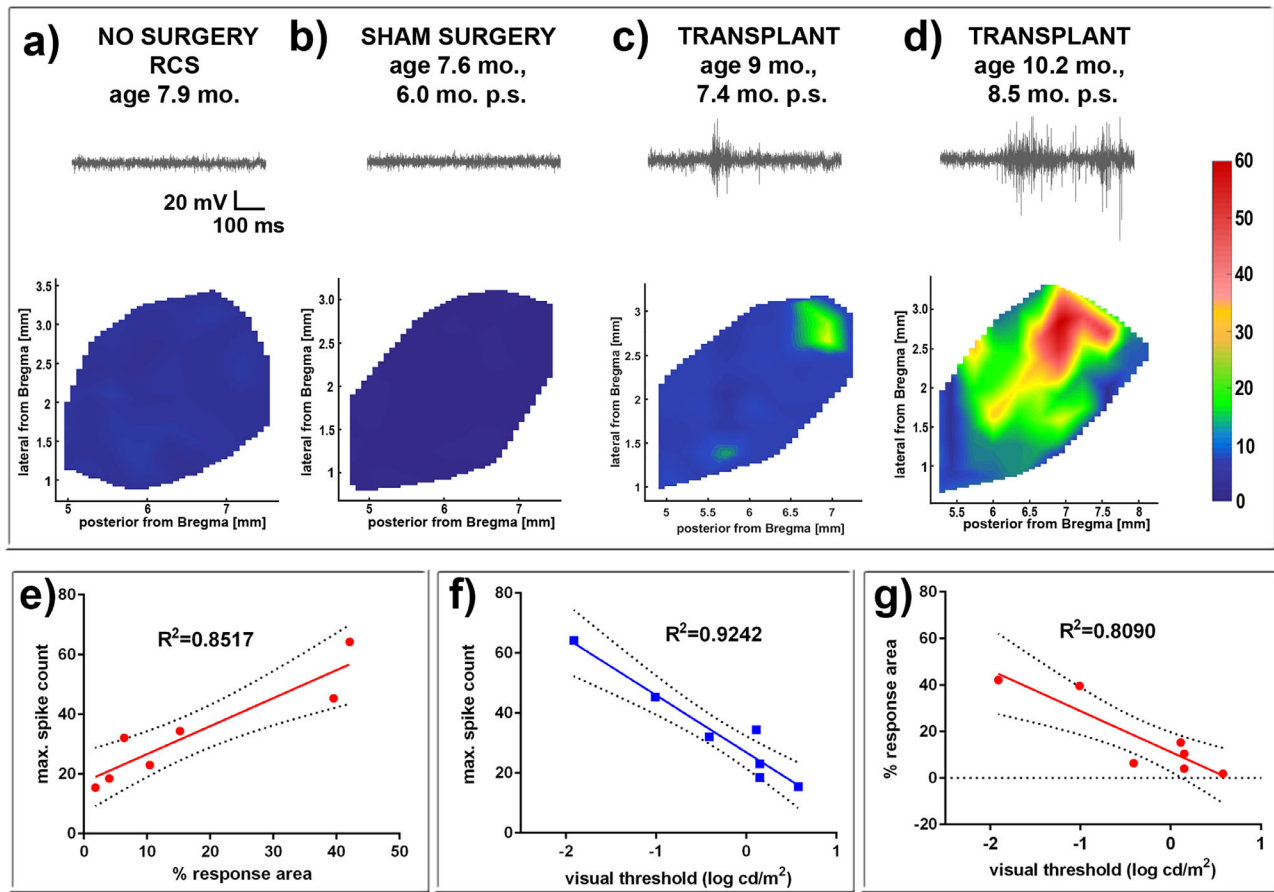 a) NO SURGERY
RCS
age 7.9 mo.
b) SHAM SURGERY
age 7.6 mo.,
6.0 mo. p.s.
c) TRANSPLANT
age 9 mo.,
7.4 mo. p.s.
d) TRANSPLANT
age 10.2 mo.,
8.5 mo. p.s.
20 mV
100 ms
60
50
40
30
20
10
0
lateral from Bregma [mm]
3.5
3.0
2.5
2
1.5
1
5 6 7
posterior from Bregma [mm]
lateral from Bregma [mm]
3.0
2.5
2
1.5
1
5 6 7
posterior from Bregma [mm]
lateral from Bregma [mm]
3.0
2.5
2
1.5
1
5 5.5 6 6.5 7
posterior from Bregma [mm]
lateral from Bregma [mm]
3.0
2.5
2
1.5
1
5.5 6 6.5 7 7.5 8
posterior from Bregma [mm]
e)
R²=0.8517
max. spike count
80
60
40
20
0
0 10 20 30 40 50
% response area
f)
R²=0.9242
max. spike count
80
60
40
20
0
-2 -1 0 1
visual threshold (log cd/m²)
g)
R²=0.8090
% response area
80
60
40
20
0
-20
-2 -1 0 1
visual threshold (log cd/m²)